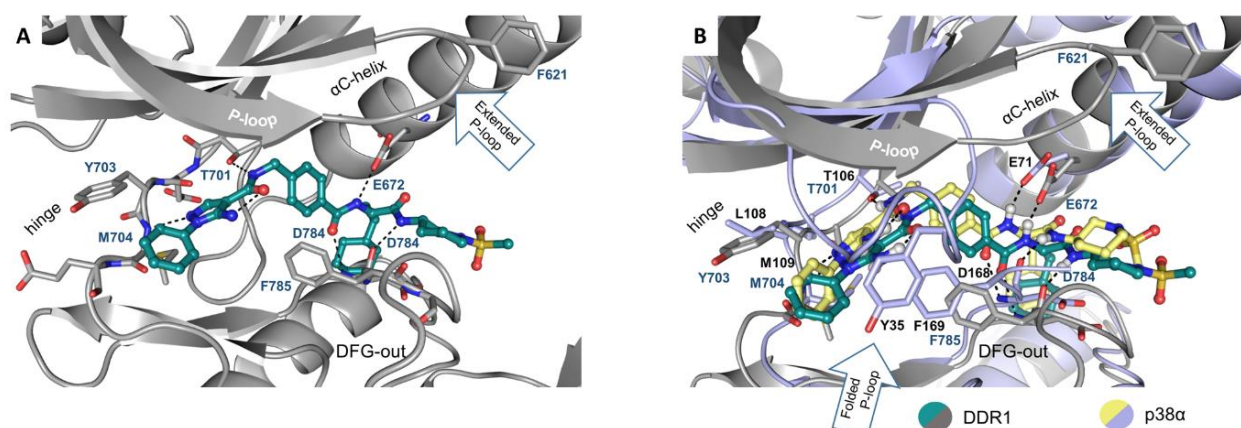 A
αC-helix
F621
P-loop
Extended
P-loop
Y703
T701
hinge
E672
M704
D784
D784
F785
DFG-out
B
αC-helix
F621
P-loop
Extended
P-loop
E71
T106
T701
hinge
L108
E672
M109
Y703
M704
D168
D784
Y35
F169
F785
DFG-out
Folded
P-loop
DDR1
p38α